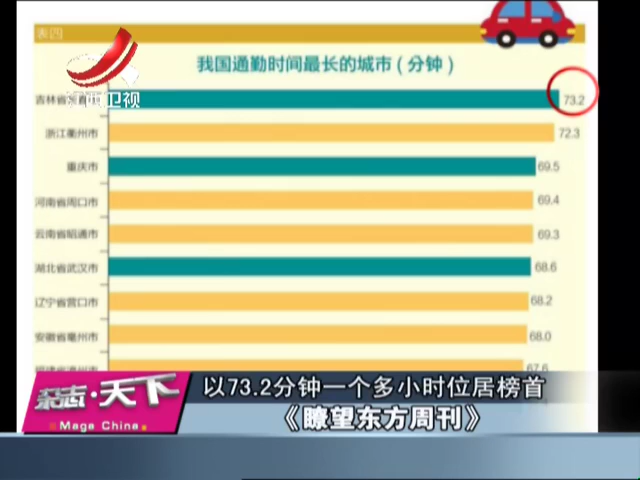 表四
我国通勤时间最长的城市(分钟)
73.2
浙江衢州市 72.3
重庆市 69.5
河南省周口市 69.4
云南省昭通市 69.3
湖北省武汉市 68.6
辽宁省营口市 68.2
安徽省亳州市 68.0
67.6
杂志·天下
Maga China
以73.2分钟一个多小时位居榜首
《瞭望东方周刊》